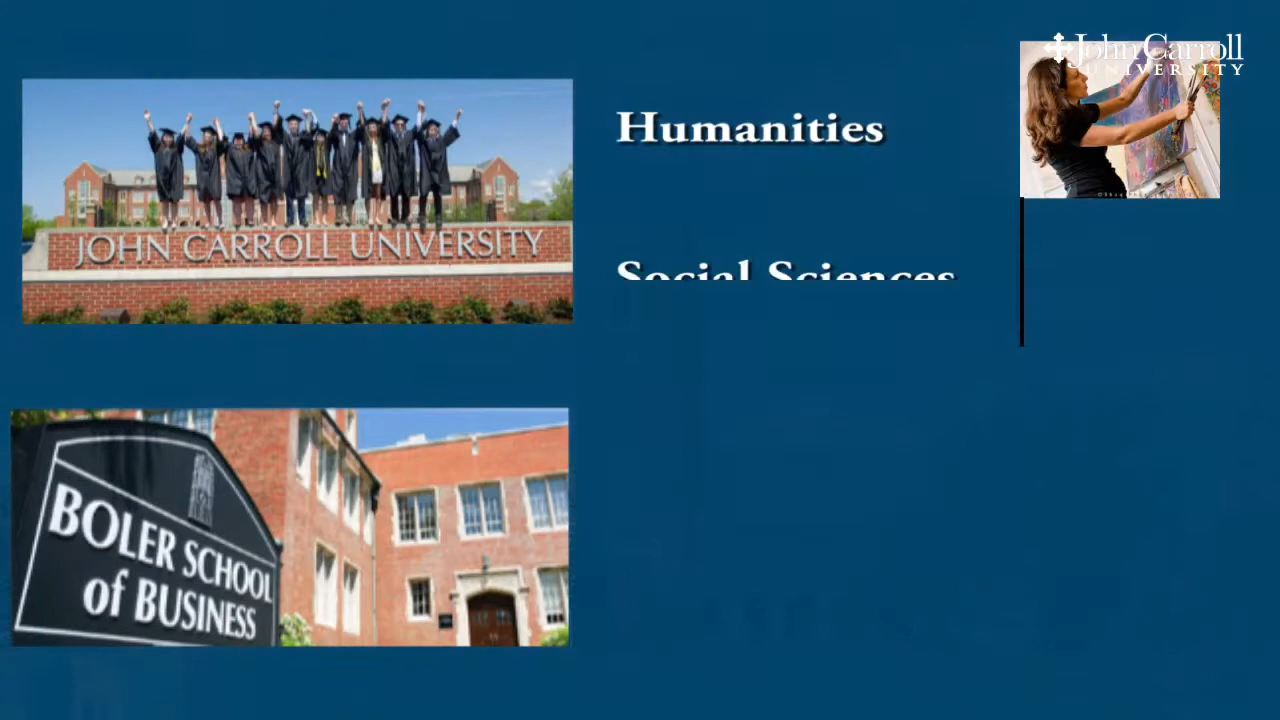 John Carroll
UNIVERSITY
JOHN CARROLL UNIVERSITY
Humanities
Social Sciences
BOLER SCHOOL
of BUSINESS